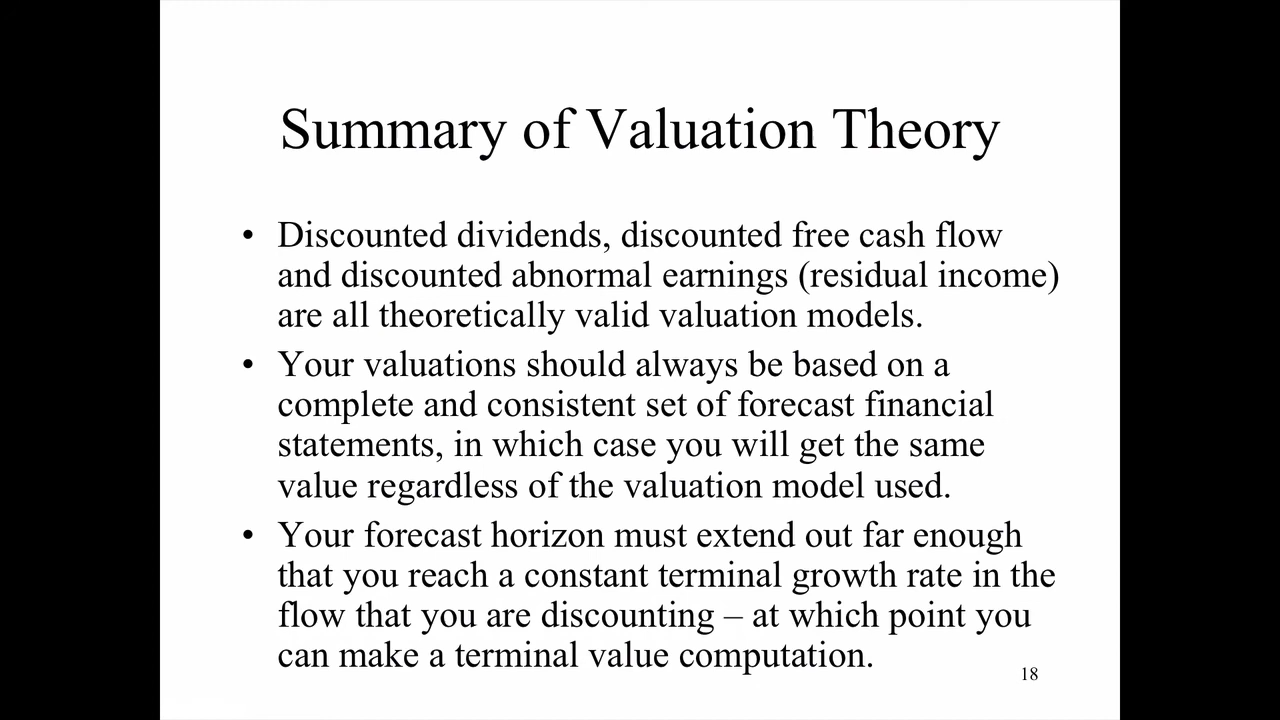 Summary of Valuation Theory
• Discounted dividends, discounted free cash flow
and discounted abnormal earnings (residual income)
are all theoretically valid valuation models.
• Your valuations should always be based on a
complete and consistent set of forecast financial
statements, in which case you will get the same
value regardless of the valuation model used.
• Your forecast horizon must extend out far enough
that you reach a constant terminal growth rate in the
flow that you are discounting – at which point you
can make a terminal value computation.
18